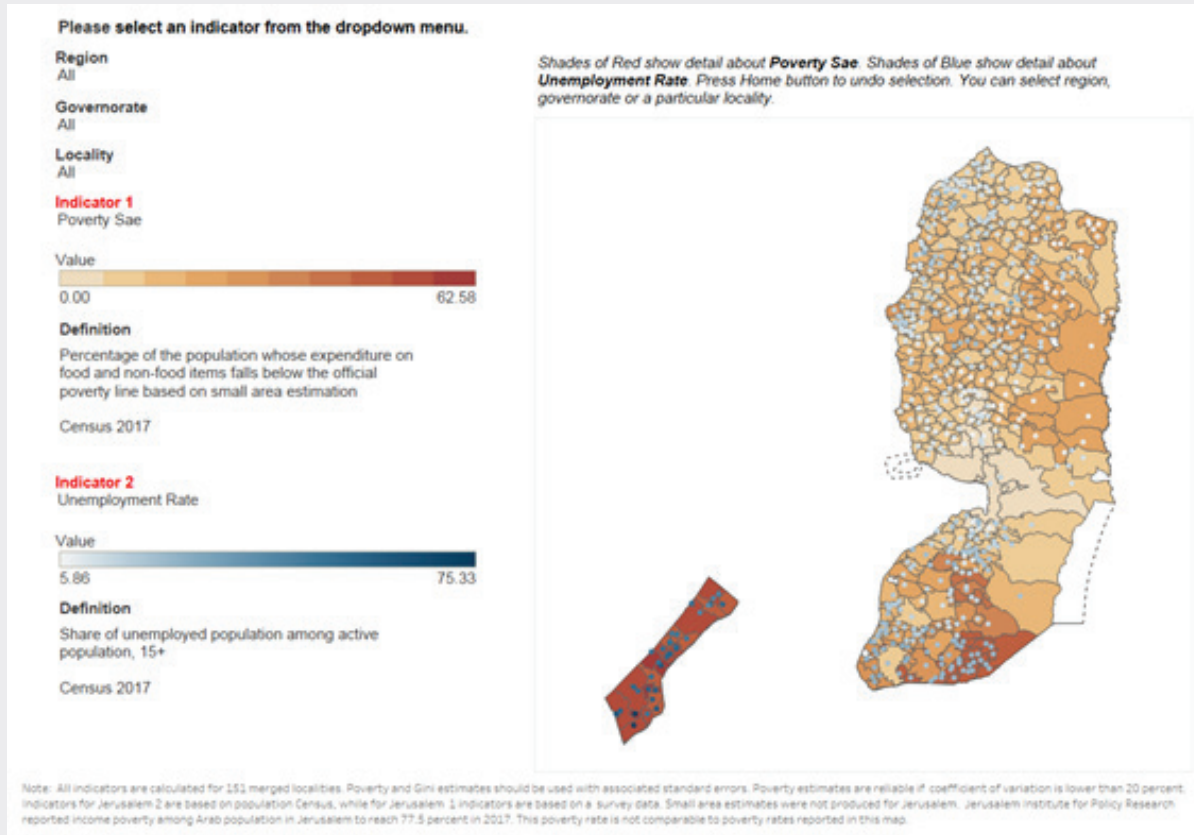 Please select an indicator from the dropdown menu.
Region
All
Governorate
All
Locality
All
Indicator 1
Poverty Sae
Value
0.00 62.58
Definition
Percentage of the population whose expenditure on
food and non-food items falls below the official
poverty line based on small area estimation
Census 2017
Indicator 2
Unemployment Rate
Value
5.86 75.33
Definition
Share of unemployed population among active
population, 15+
Census 2017
Shades of Red show detail about Poverty Sae. Shades of Blue show detail about
Unemployment Rate. Press Home button to undo selection. You can select region,
governorate or a particular locality.
Note: All indicators are calculated for 151 merged localities. Poverty and Gini estimates should be used with associated standard errors. Poverty estimates are reliable if coefficient of variation is lower than 20 percent.
Indicators for Jerusalem 2 are based on population Census, while for Jerusalem 1 indicators are based on a survey data. Small area estimates were not produced for Jerusalem. Jerusalem Institute for Policy Research
reported income poverty among Arab population in Jerusalem to reach 77.5 percent in 2017. This poverty rate is not comparable to poverty rates reported in this map.